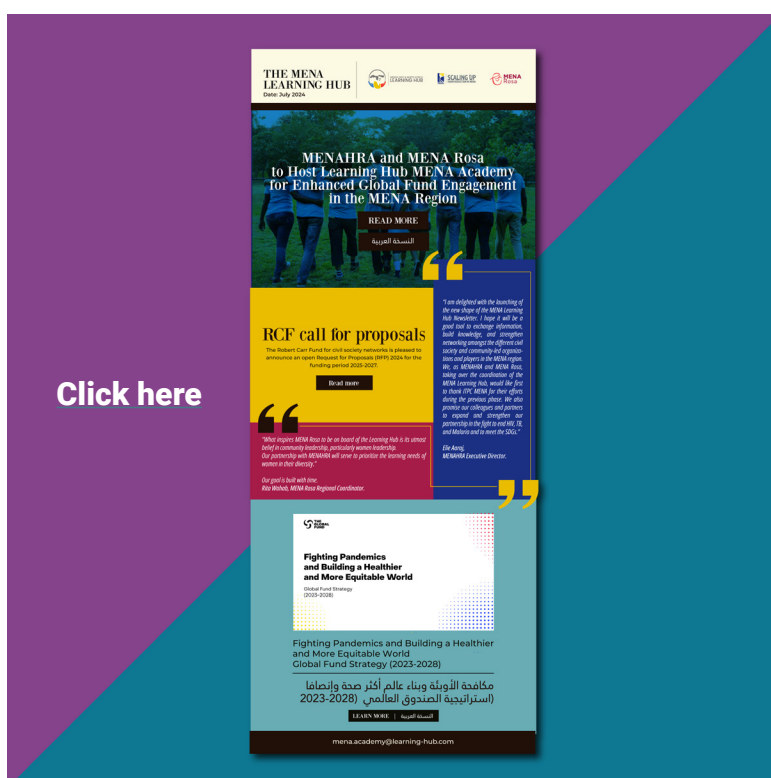 THE MENA
LEARNING HUB
Date: July 2024
LEARNING HUB
SCALING UP
MENA
Rosa
MENAHRA and MENA Rosa
to Host Learning Hub MENA Academy
for Enhanced Global Fund Engagement
in the MENA Region
READ MORE
النسخة العربية
RCF call for proposals
The Robert Carr Fund for civil society networks is pleased to
announce an open Request for Proposals (RFP) 2024 for the
funding period 2025-2027.
Read more
"I am delighted with the launching of
the new shape of the MENA Learning
Hub Newsletter. I hope it will be a
good tool to exchange information,
build knowledge, and strengthen
networking amongst the different civil
society and community-led organiza-
tions and players in the MENA region.
We, as MENAHRA and MENA Rosa,
taking over the coordination of the
MENA Learning Hub, would like first
to thank ITPC MENA for their efforts
during the previous phase. We also
promise our colleagues and partners
to expand and strengthen our
partnership in the fight to end HIV, TB,
and Malaria and to meet the SDGs."
Elie Aaraj,
MENAHRA Executive Director.
Click here
"What inspires MENA Rosa to be on board of the Learning Hub is its utmost
belief in community leadership, particularly women leadership.
Our partnership with MENAHRA will serve to prioritize the learning needs of
women in their diversity."
Our goal is built with time.
Rita Wahab, MENA Rosa Regional Coordinator.
THE
GLOBAL
FUND
Fighting Pandemics
and Building a Healthier
and More Equitable World
Global Fund Strategy
(2023-2028)
Fighting Pandemics and Building a Healthier
and More Equitable World
Global Fund Strategy (2023-2028)
مكافحة الأوبئة وبناء عالم أكثر صحة وإنصافا
(استراتيجية الصندوق العالمي (2028-2023
LEARN MORE | النسخة العربية
mena.academy@learning-hub.com